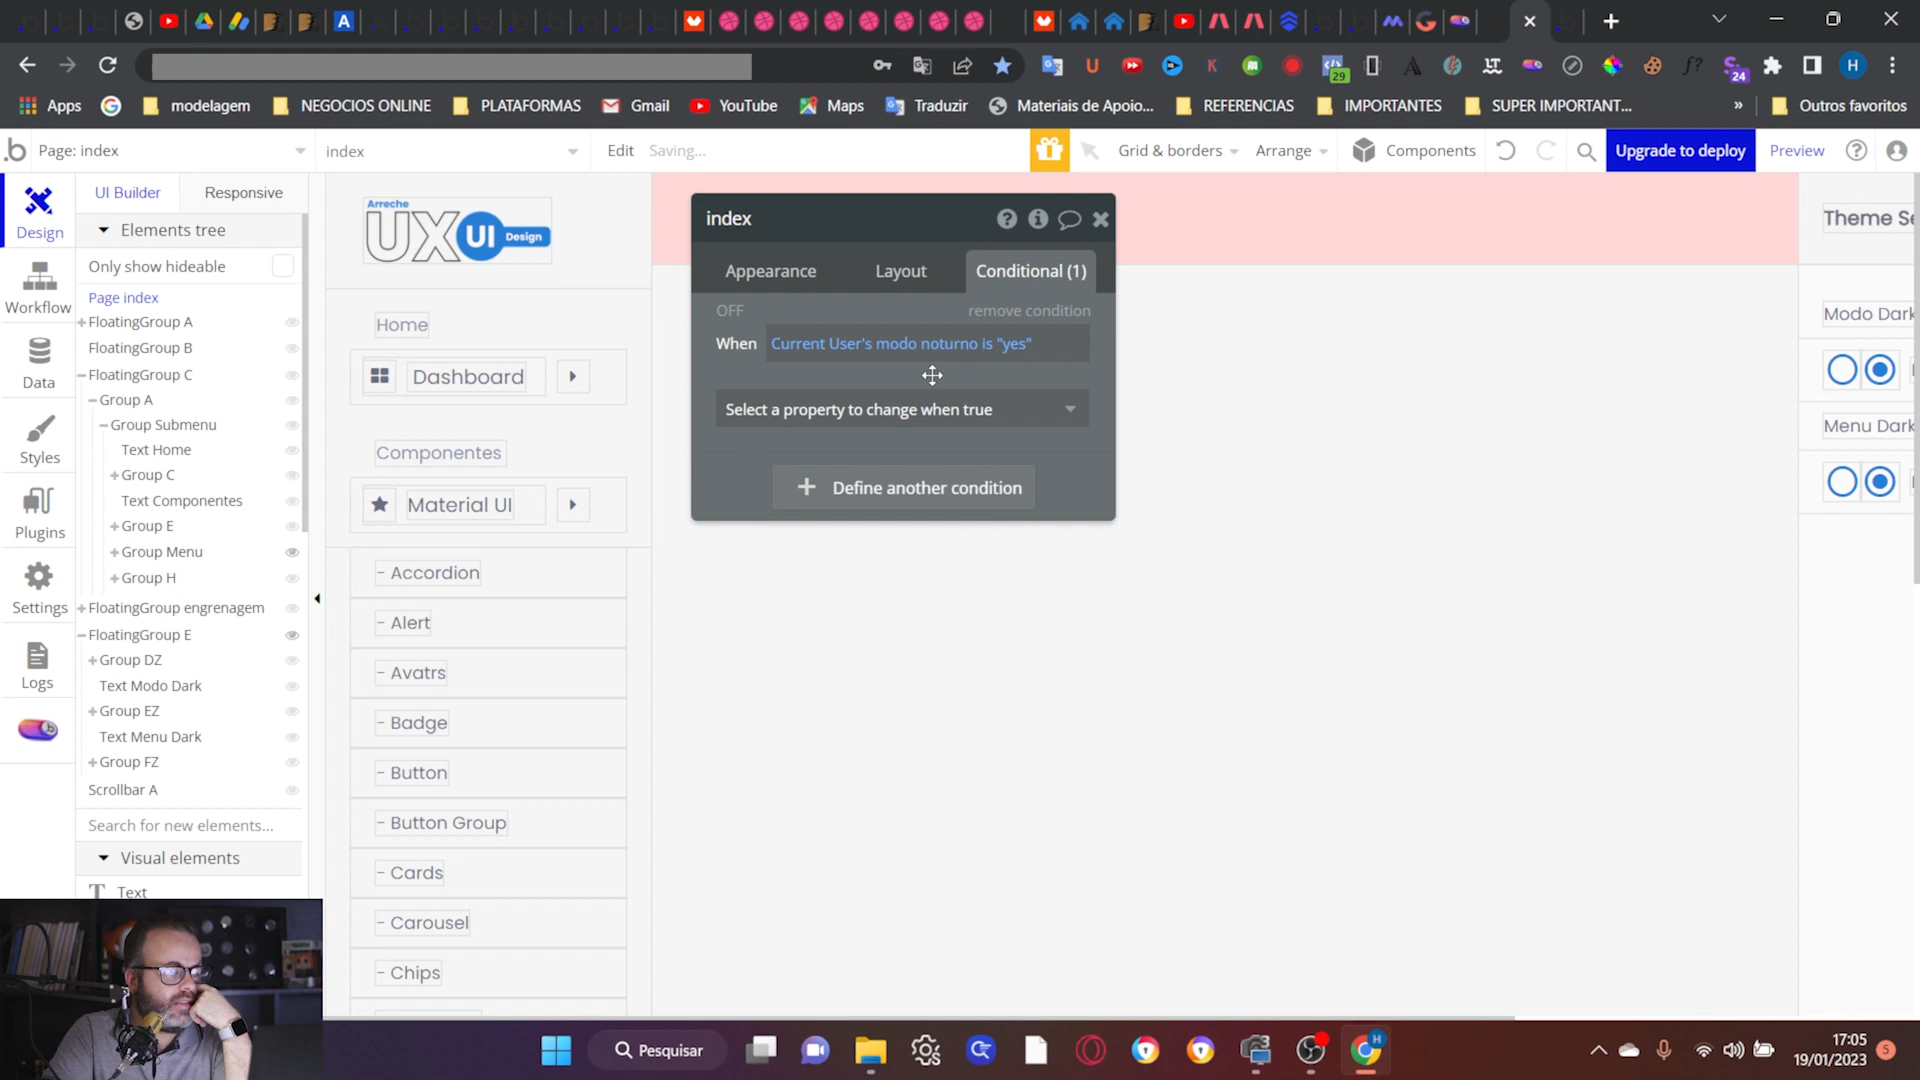 29
24
H
Apps
modelagem
NEGOCIOS ONLINE
PLATAFORMAS
Gmail
YouTube
Maps
Traduzir
Materiais de Apoio...
REFERENCIAS
IMPORTANTES
SUPER IMPORTANT...
»
Outros favoritos
.b
Page: index
index
Edit
Saving...
Grid & borders
Arrange
Components
Upgrade to deploy
Preview
Design
Workflow
Data
Styles
Plugins
Settings
Logs
UI Builder
Responsive
Elements tree
Only show hideable
Page index
+FloatingGroup A
FloatingGroup B
−FloatingGroup C
−Group A
−Group Submenu
Text Home
+Group C
Text Componentes
+Group E
+Group Menu
+Group H
+FloatingGroup engrenagem
−FloatingGroup E
+Group DZ
Text Modo Dark
+Group EZ
Text Menu Dark
+Group FZ
Scrollbar A
Search for new elements...
Visual elements
T Text
Arreche
UX UI Design
Home
Dashboard
Componentes
Material UI
- Accordion
- Alert
- Avatrs
- Badge
- Button
- Button Group
- Cards
- Carousel
- Chips
index
Appearance
Layout
Conditional (1)
OFF
remove condition
When
Current User's modo noturno is "yes"
Select a property to change when true
+ Define another condition
Theme Se
Modo Dark
Menu Dark
Pesquisar
17:05
19/01/2023
5